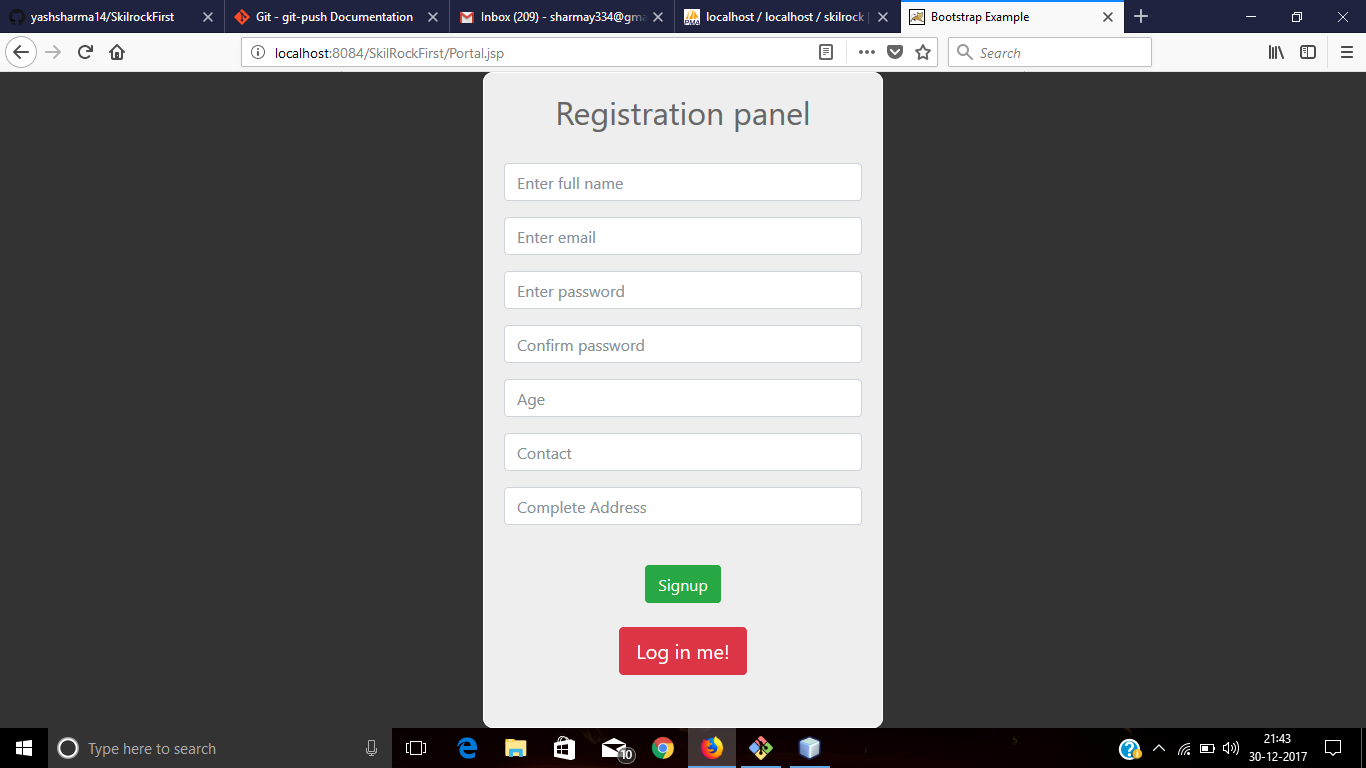 yashsharma14/SkilrockFirst
Git - git-push Documentation
Inbox (209) - sharmay334@gma
localhost / localhost / skilrock
Bootstrap Example
localhost:8084/SkilRockFirst/Portal.jsp
Search
Registration panel
Enter full name
Enter email
Enter password
Confirm password
Age
Contact
Complete Address
Signup
Log in me!
Type here to search
10
21:43
30-12-2017